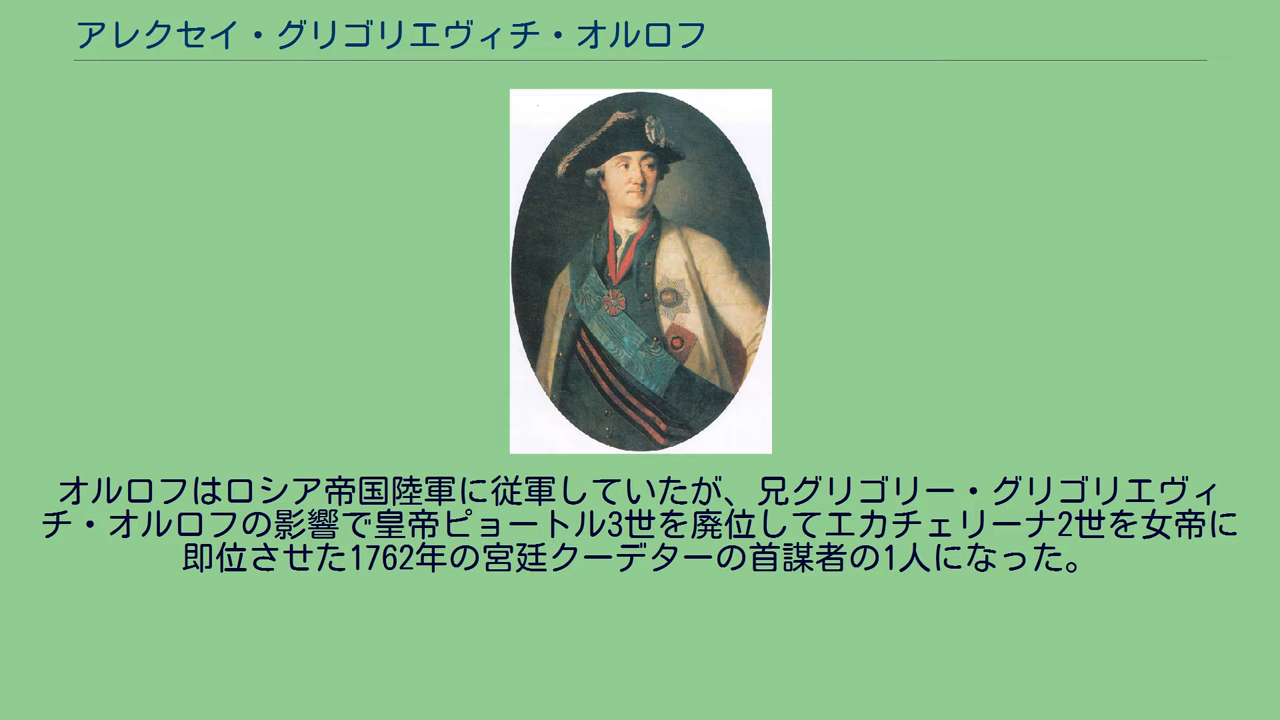 アレクセイ・グリゴリエヴィチ・オルロフ
オルロフはロシア帝国陸軍に従軍していたが、兄グリゴリー・グリゴリエヴィ
チ・オルロフの影響で皇帝ピョートル3世を廃位してエカチェリーナ2世を女帝に
即位させた1762年の宮廷クーデターの首謀者の1人になった。